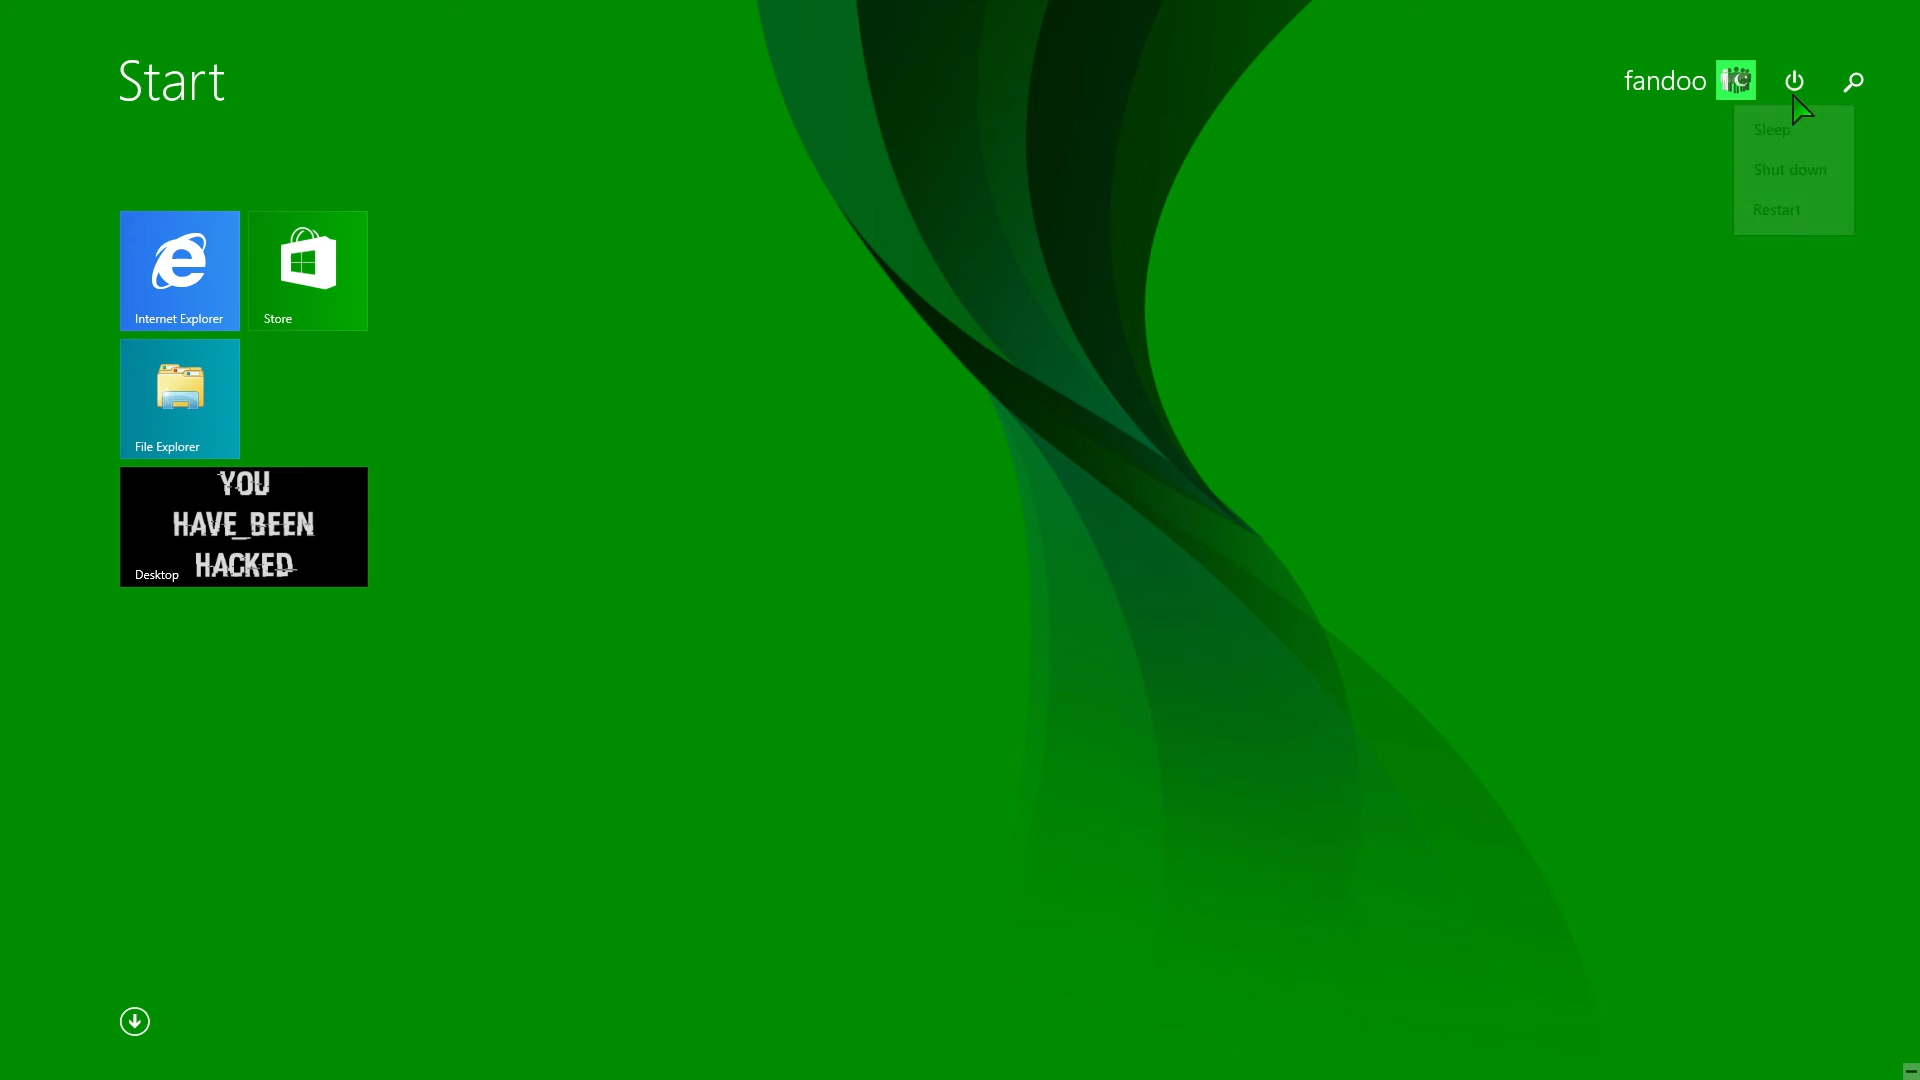 Start
fandoo
Sleep
Shut down
Restart
Internet Explorer
Store
File Explorer
YOU
HAVE_BEEN
HACKED
Desktop